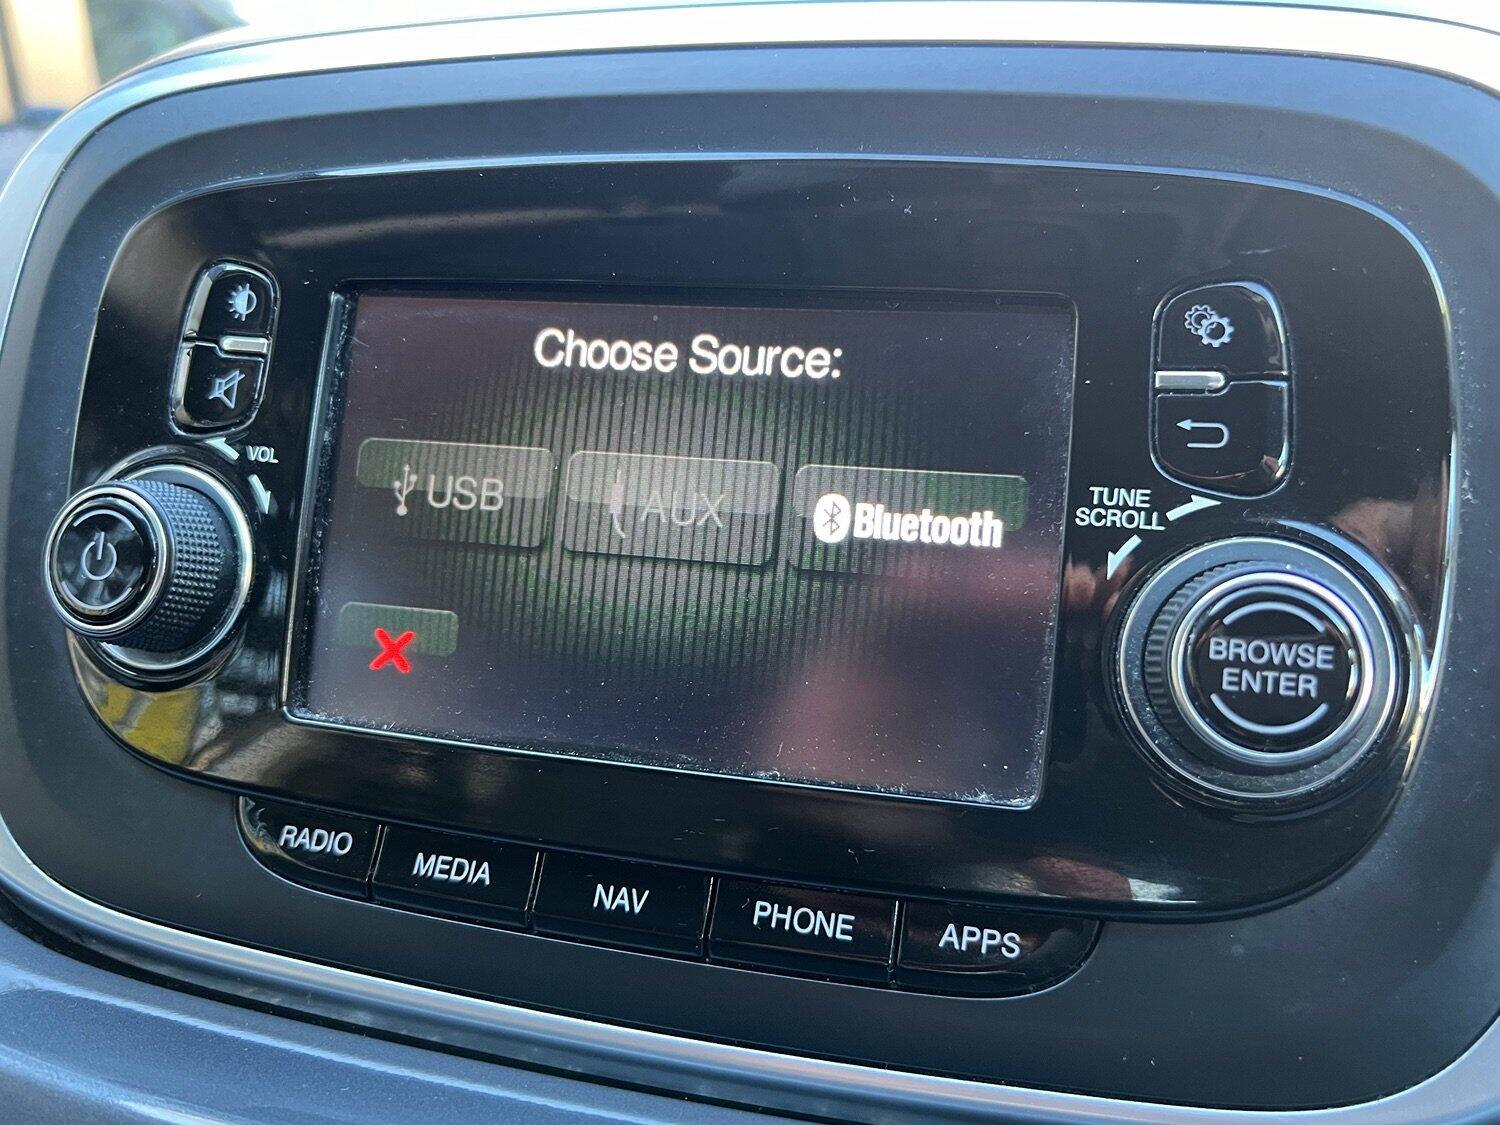 Choose Source:
USB
AUX
Bluetooth
VOL
TUNE
SCROLL
BROWSE
ENTER
RADIO
MEDIA
NAV
PHONE
APPS